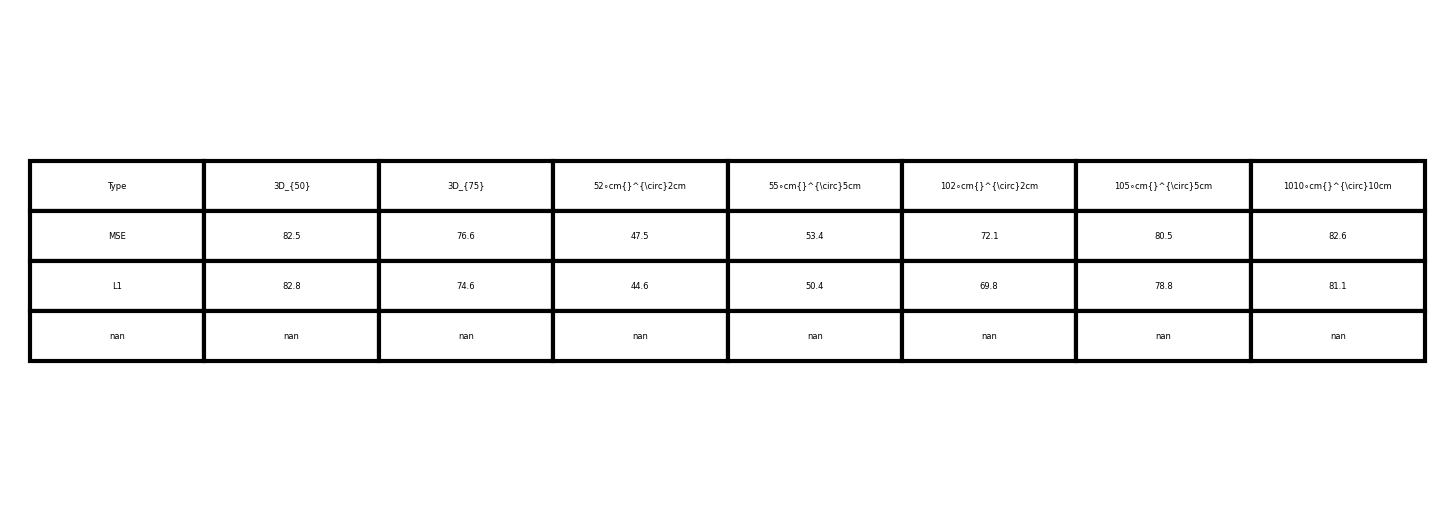 Type 3D_{50} 3D_{75} 52∘cm{}^{\circ}2cm 55∘cm{}^{\circ}5cm 102∘cm{}^{\circ}2cm 105∘cm{}^{\circ}5cm 1010∘cm{}^{\circ}10cm
MSE 82.5 76.6 47.5 53.4 72.1 80.5 82.6
L1 82.8 74.6 44.6 50.4 69.8 78.8 81.1
nan nan nan nan nan nan nan nan